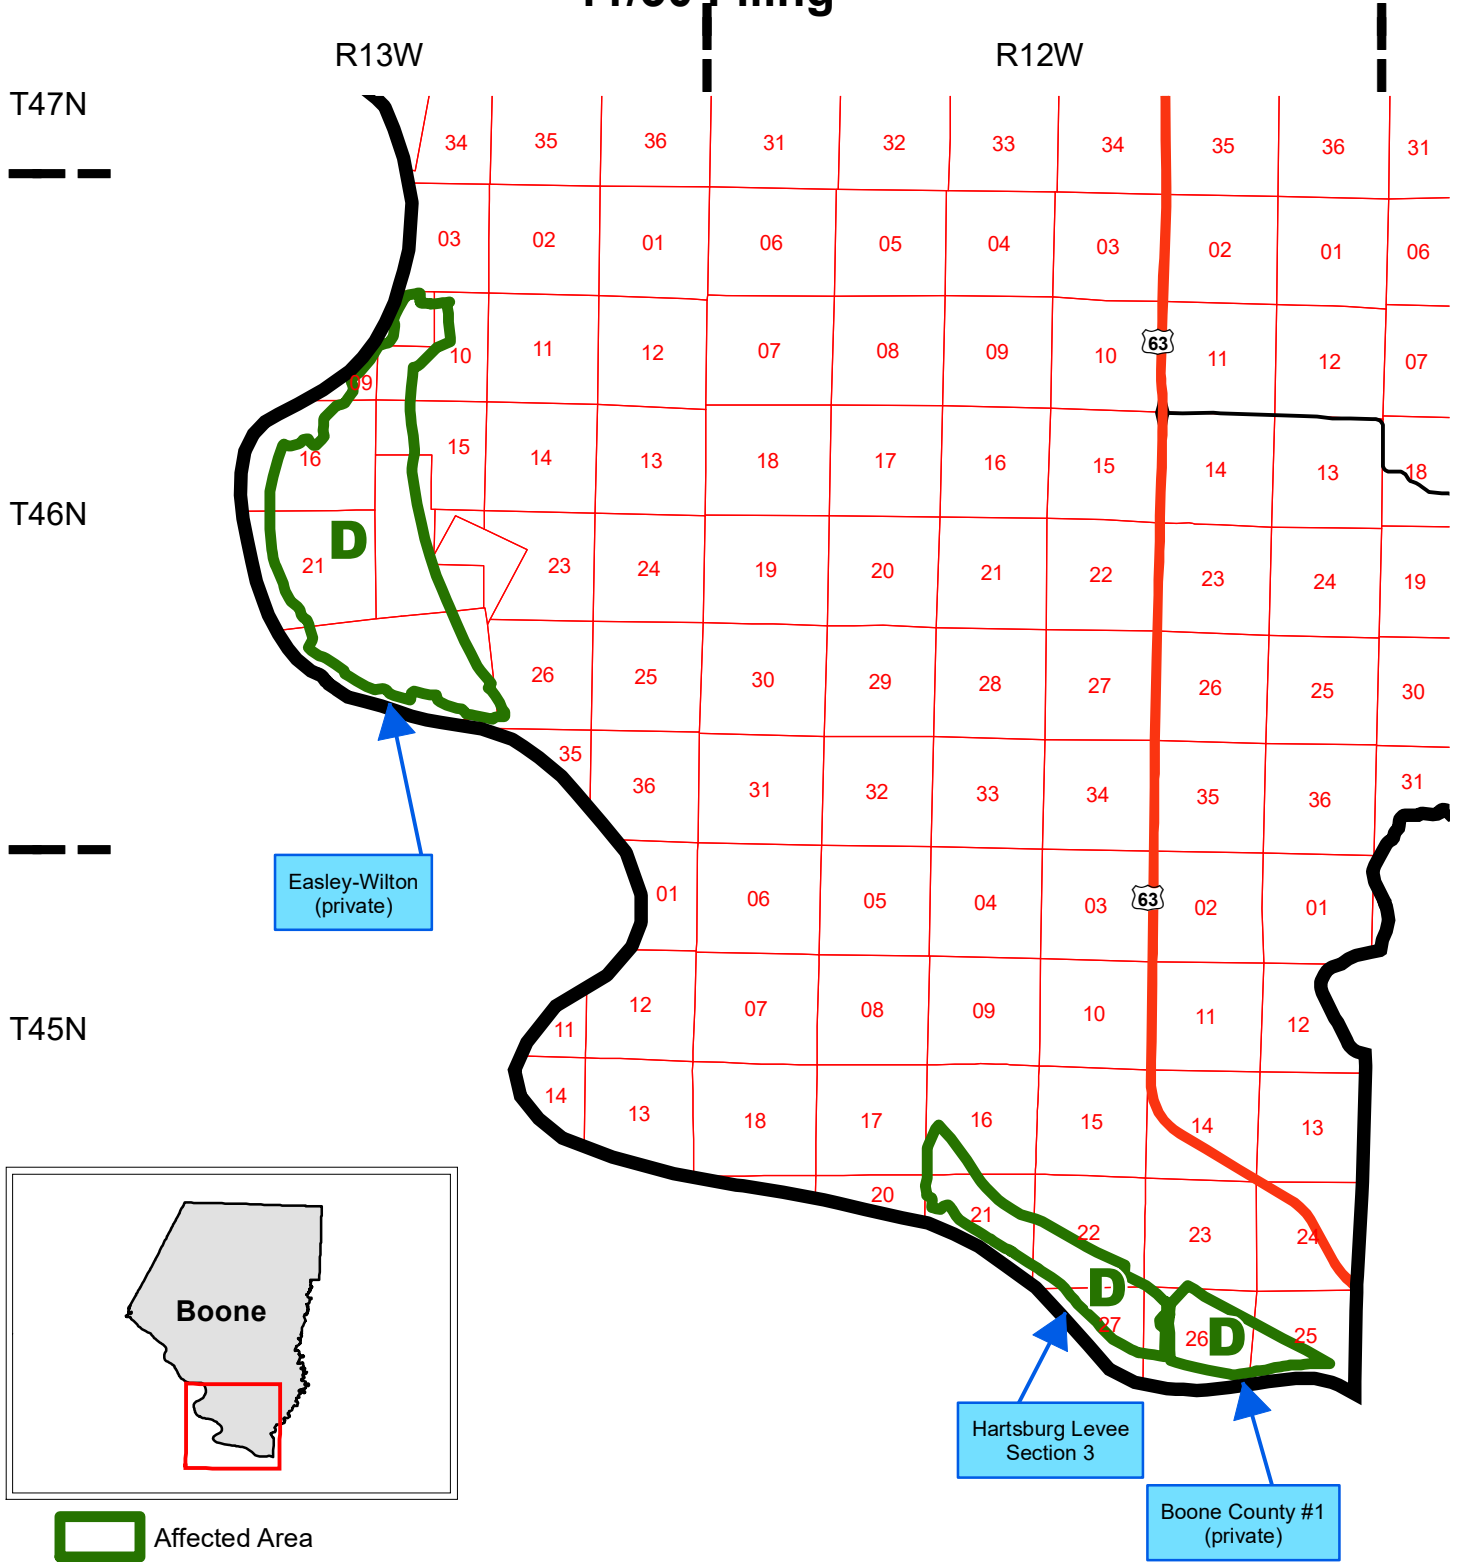 R13W R12W
T47N
34 35 36 31 32 33 34 35 36 31
03 02 01 06 05 04 03 02 01 06
63
09 10 11 12 07 08 09 10 11 12 07
16 15 14 13 18 17 16 15 14 13 18
T46N
D
21 23 24 19 20 21 22 23 24 19
26 25 30 29 28 27 26 25 30
35 36 31 32 33 34 35 36 31
Easley-Wilton
(private)
01 06 05 04 03 63 02 01
T45N
11 12 07 08 09 10 11 12
14 13 18 17 16 15 14 13
20 21 22 23 24
D
27 26 D 25
Hartsburg Levee
Section 3
Boone County #1
(private)
Boone
Affected Area